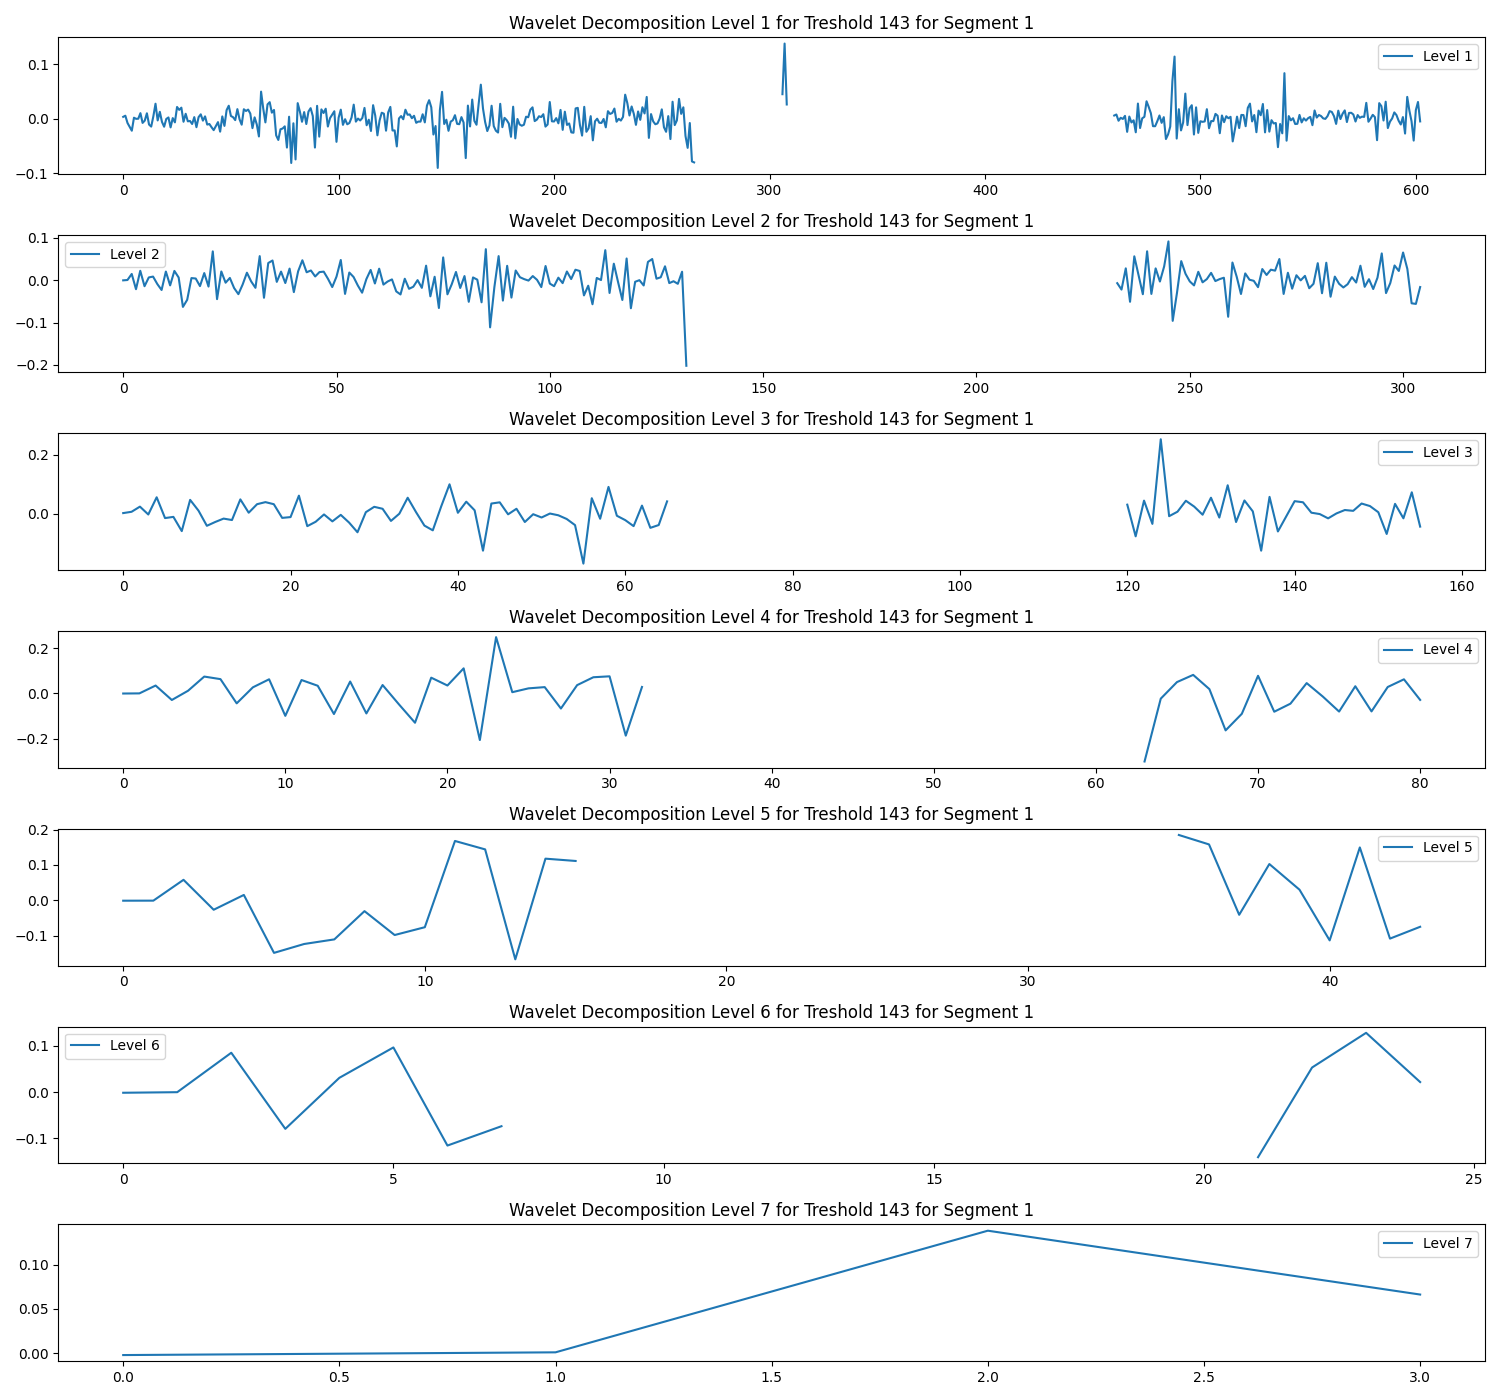 Wavelet Decomposition Level 1 for Treshold 143 for Segment 1
0.1
0.0
−0.1
Level 1
0 100 200 300 400 500 600
Wavelet Decomposition Level 2 for Treshold 143 for Segment 1
0.1
0.0
−0.1
−0.2
Level 2
0 50 100 150 200 250 300
Wavelet Decomposition Level 3 for Treshold 143 for Segment 1
0.2
0.0
Level 3
0 20 40 60 80 100 120 140 160
Wavelet Decomposition Level 4 for Treshold 143 for Segment 1
0.2
0.0
−0.2
Level 4
0 10 20 30 40 50 60 70 80
Wavelet Decomposition Level 5 for Treshold 143 for Segment 1
0.2
0.1
0.0
−0.1
Level 5
0 10 20 30 40
Wavelet Decomposition Level 6 for Treshold 143 for Segment 1
0.1
0.0
−0.1
Level 6
0 5 10 15 20 25
Wavelet Decomposition Level 7 for Treshold 143 for Segment 1
0.10
0.05
0.00
Level 7
0.0 0.5 1.0 1.5 2.0 2.5 3.0